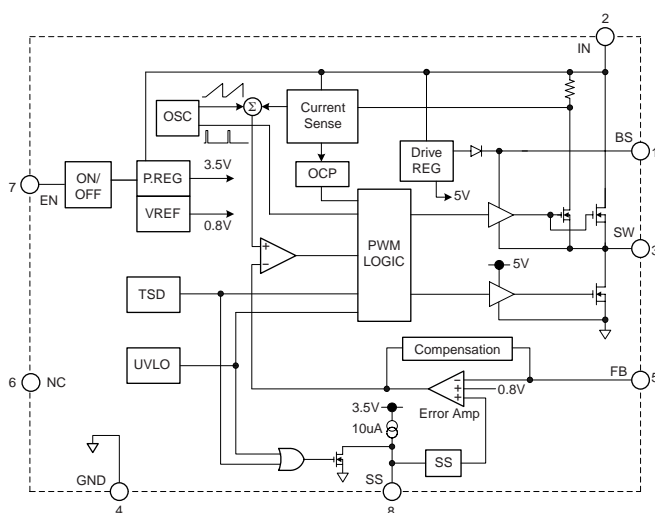 2
IN
OSC
Σ
Current
Sense
BS
1
OCP
Drive
REG
5V
7
EN
ON/
OFF
P.REG
3.5V
VREF
0.8V
PWM
LOGIC
SW
3
+
−
5V
TSD
UVLO
Compensation
6
NC
FB
5
−
+
+
0.8V
Error Amp
3.5V
10uA
SS
GND
4
SS
8